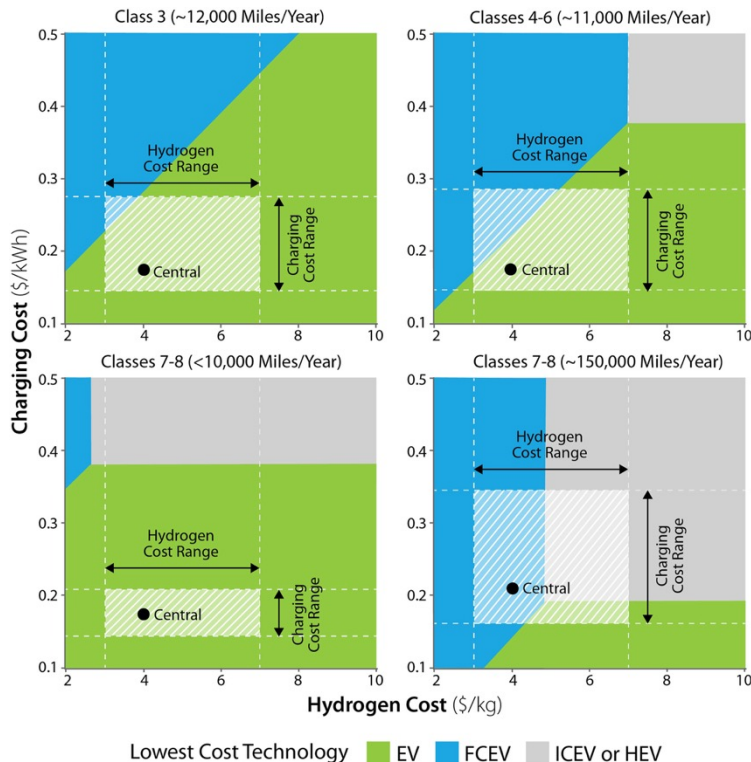 Class 3 (~12,000 Miles/Year)
Classes 4-6 (~11,000 Miles/Year)
0.5
0.4
0.3
0.2
0.1
2
4
6
8
10
Hydrogen
Cost Range
Charging
Cost Range
Central
0.5
0.4
0.3
0.2
0.1
2
4
6
8
10
Hydrogen
Cost Range
Charging
Cost Range
Central
Charging Cost ($/kWh)
Classes 7-8 (<10,000 Miles/Year)
Classes 7-8 (~150,000 Miles/Year)
0.5
0.4
0.3
0.2
0.1
2
4
6
8
10
Hydrogen
Cost Range
Charging
Cost Range
Central
0.5
0.4
0.3
0.2
0.1
2
4
6
8
10
Hydrogen
Cost Range
Charging
Cost Range
Central
Hydrogen Cost ($/kg)
Lowest Cost Technology EV FCEV ICEV or HEV